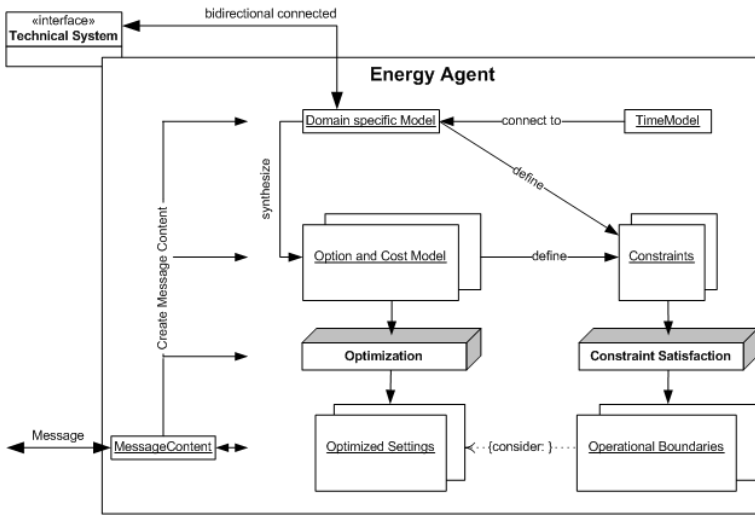 «interface»
Technical System
bidirectional connected
Energy Agent
Domain specific Model
connect to
TimeModel
synthesize
define
Create Message Content
Option and Cost Model
define
Constraints
Optimization
Constraint Satisfaction
Message
MessageContent
Optimized Settings
{consider: }
Operational Boundaries